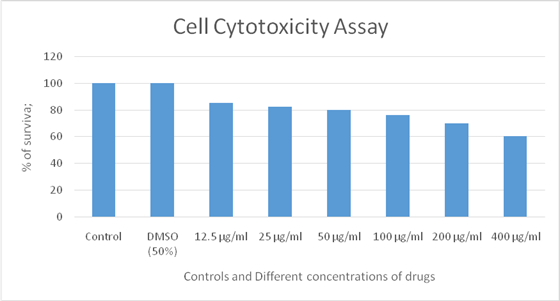 Cell Cytotoxicity Assay
% of surviva;
120
100
80
60
40
20
0
Control
DMSO
(50%)
12.5 µg/ml
25 µg/ml
50 µg/ml
100 µg/ml
200 µg/ml
400 µg/ml
Controls and Different concentrations of drugs